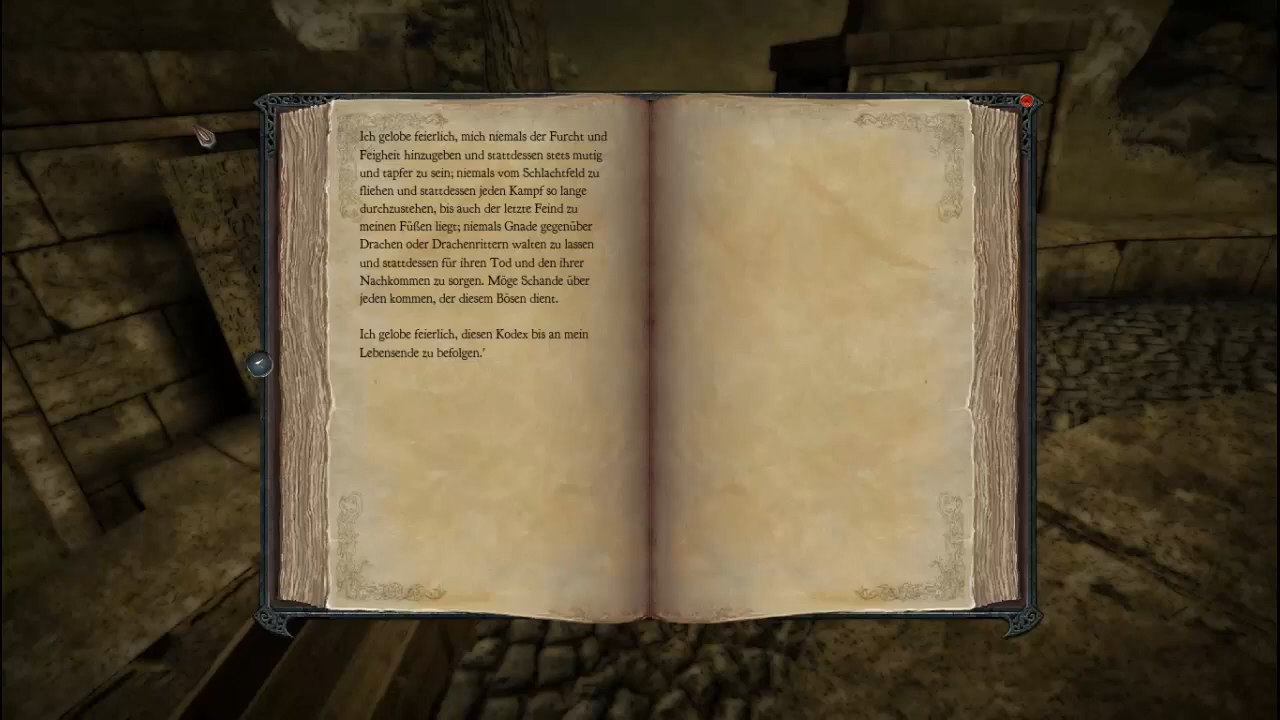 Ich gelobe feierlich, mich niemals der Furcht und
Feigheit hinzugeben und stattdessen stets mutig
und tapfer zu sein; niemals vom Schlachtfeld zu
fliehen und stattdessen jeden Kampf so lange
durchzustehen, bis auch der letzte Feind zu
meinen Füßen liegt; niemals Gnade gegenüber
Drachen oder Drachenrittern walten zu lassen
und stattdessen für ihren Tod und den ihrer
Nachkommen zu sorgen. Möge Schande über
jeden kommen, der diesem Bösen dient.
Ich gelobe feierlich, diesen Kodex bis an mein
Lebensende zu befolgen.'